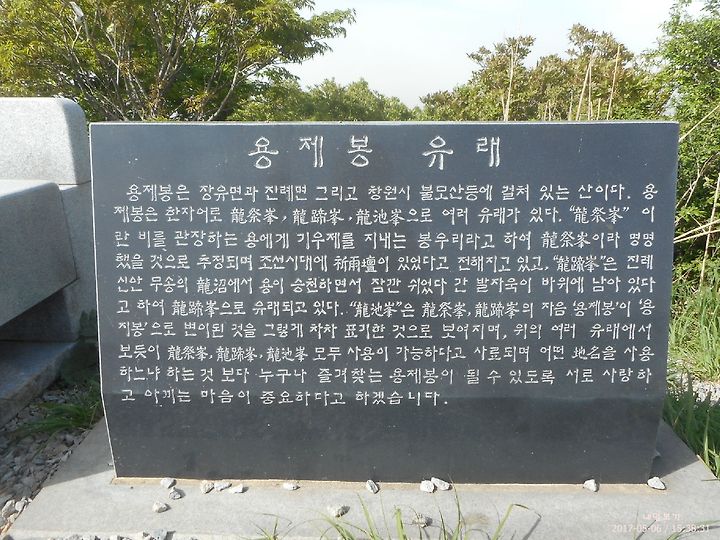 용제봉 유래
용제봉은 장유면과 진례면 그리고 창원시 불모산등에 걸쳐 있는 산이다. 용
제봉은 한자어로 龍祭峯, 龍蹄峯, 龍池峯으로 여러 유래가 있다. "龍祭峯" 이
란 비를 관장하는 용에게 기우제를 지내는 봉우리라고 하여 龍祭峯이라 명명
했을 것으로 추정되며 조선시대에 祈雨壇이 있었다고 전해지고 있고, "龍蹄峯"은 진례
신안 무송의 龍沼에서 용이 승천하면서 잠깐 쉬었다 간 발자욱이 바위에 남아 있다
고 하여 龍蹄峯으로 유래되고 있다. "龍池峯"은 龍祭峯, 龍蹄峯의 자음 '용제봉'이 '용
지봉'으로 변이된 것을 그렇게 차차 표기한 것으로 보여지며, 위의 여러 유래에서
보듯이 龍祭峯, 龍蹄峯, 龍池峯 모두 사용이 가능하다고 사료되며 어떤 地名을 사용
하느냐 하는 것 보다 누구나 즐겨찾는 용제봉이 될 수 있도록 서로 사랑하
고 아끼는 마음이 중요하다고 하겠습니다.
2017-05-06 / 15:38:31